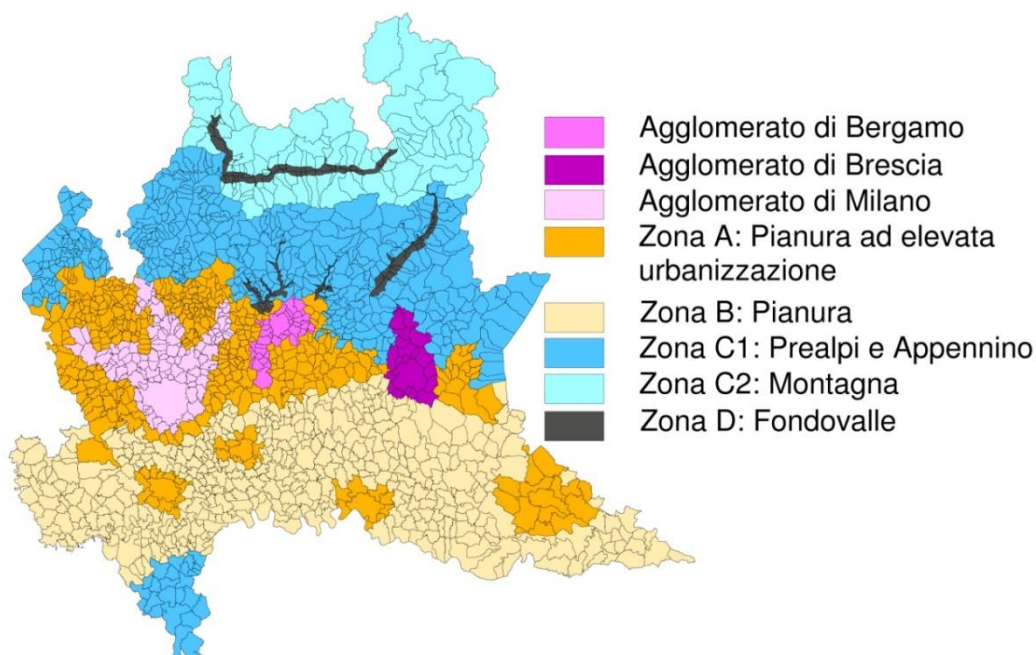 Agglomerato di Bergamo
Agglomerato di Brescia
Agglomerato di Milano
Zona A: Pianura ad elevata
urbanizzazione
Zona B: Pianura
Zona C1: Prealpi e Appennino
Zona C2: Montagna
Zona D: Fondovalle